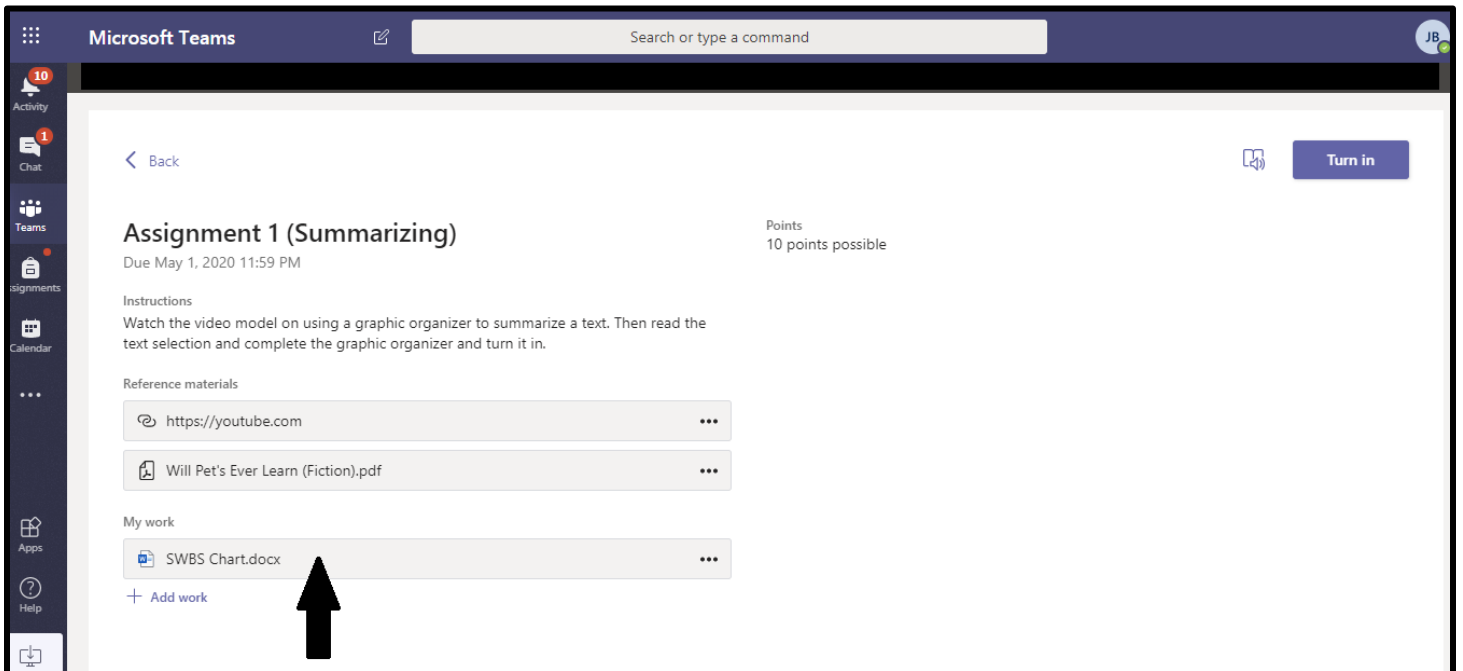 Microsoft Teams
Search or type a command
JB
10
Activity
1
Chat
Teams
ssignments
Calendar
Apps
Help
Back
Turn in
Assignment 1 (Summarizing)
Due May 1, 2020 11:59 PM
Points
10 points possible
Instructions
Watch the video model on using a graphic organizer to summarize a text. Then read the
text selection and complete the graphic organizer and turn it in.
Reference materials
https://youtube.com
Will Pet's Ever Learn (Fiction).pdf
My work
SWBS Chart.docx
Add work